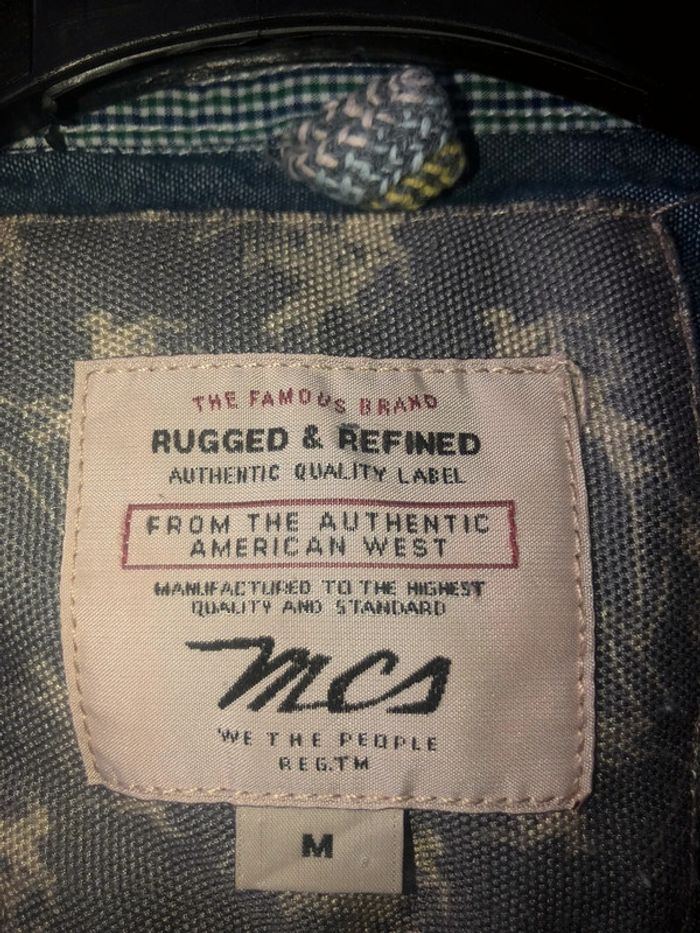 THE FAMOUS BRAND
RUGGED & REFINED
AUTHENTIC QUALITY LABEL
FROM THE AUTHENTIC
AMERICAN WEST
MANUFACTURED TO THE HIGHEST
QUALITY AND STANDARD
mcs
'WE THE PEOPLE
REG.TM
M